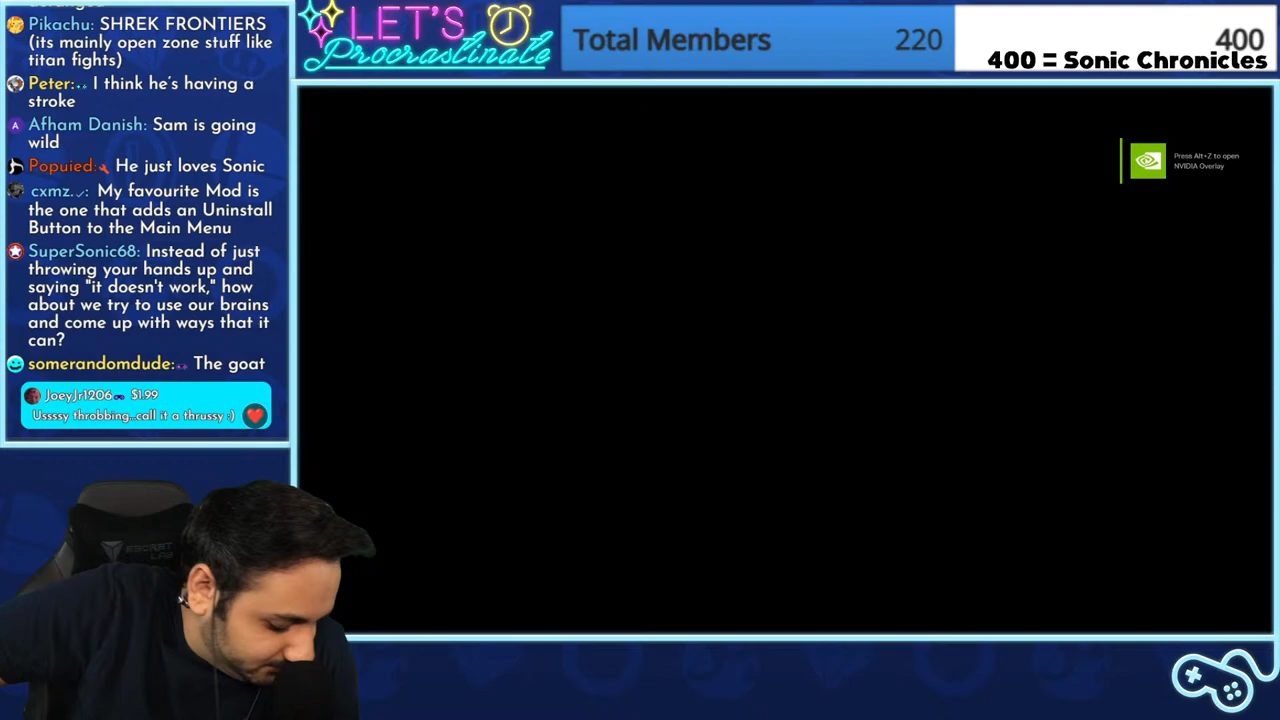 Pikachu: SHREK FRONTIERS
(its mainly open zone stuff like
titan fights)
Peter: I think he's having a
stroke
Afham Danish: Sam is going
wild
Popuied: He just loves Sonic
cxmz.: My favourite Mod is
the one that adds an Uninstall
Button to the Main Menu
SuperSonic68: Instead of just
throwing your hands up and
saying "it doesn't work," how
about we try to use our brains
and come up with ways that it
can?
somerandomdude: The goat
JoeyJr1206 $1.99
Ussssy throbbing...call it a thrussy :)
LET'S
Procrastinate
Total Members 220 400
400 = Sonic Chronicles
Press Alt+Z to open
NVIDIA Overlay
SECRET
LAB